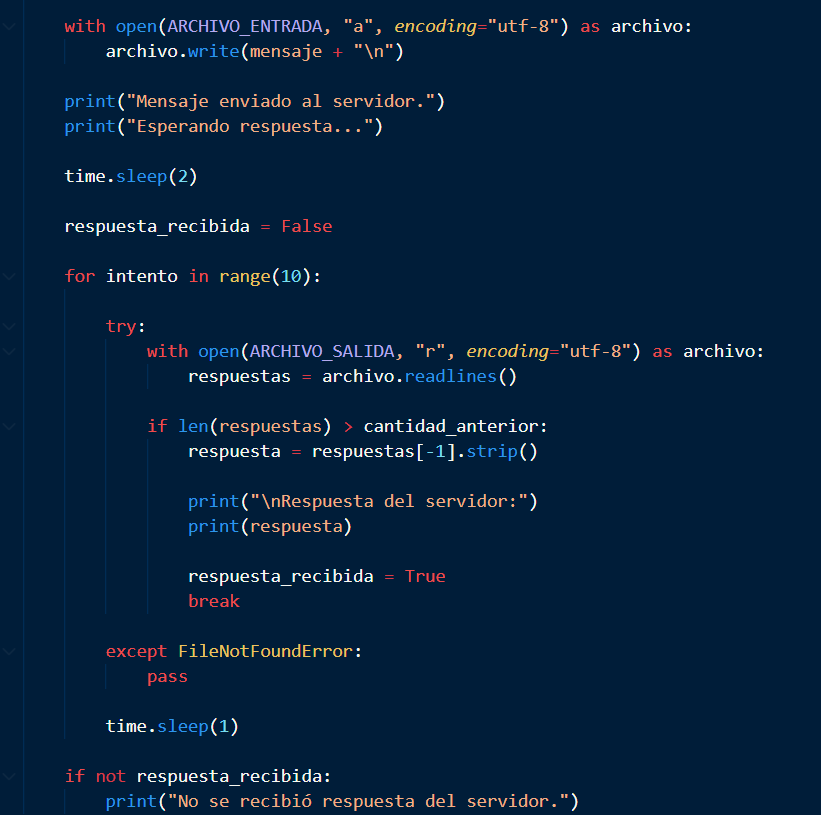 with open(ARCHIVO_ENTRADA, "a", encoding="utf-8") as archivo:
archivo.write(mensaje + "\n")
print("Mensaje enviado al servidor.")
print("Esperando respuesta...")
time.sleep(2)
respuesta_recibida = False
for intento in range(10):
try:
with open(ARCHIVO_SALIDA, "r", encoding="utf-8") as archivo:
respuestas = archivo.readlines()
if len(respuestas) > cantidad_anterior:
respuesta = respuestas[-1].strip()
print("\nRespuesta del servidor:")
print(respuesta)
respuesta_recibida = True
break
except FileNotFoundError:
pass
time.sleep(1)
if not respuesta_recibida:
print("No se recibió respuesta del servidor.")